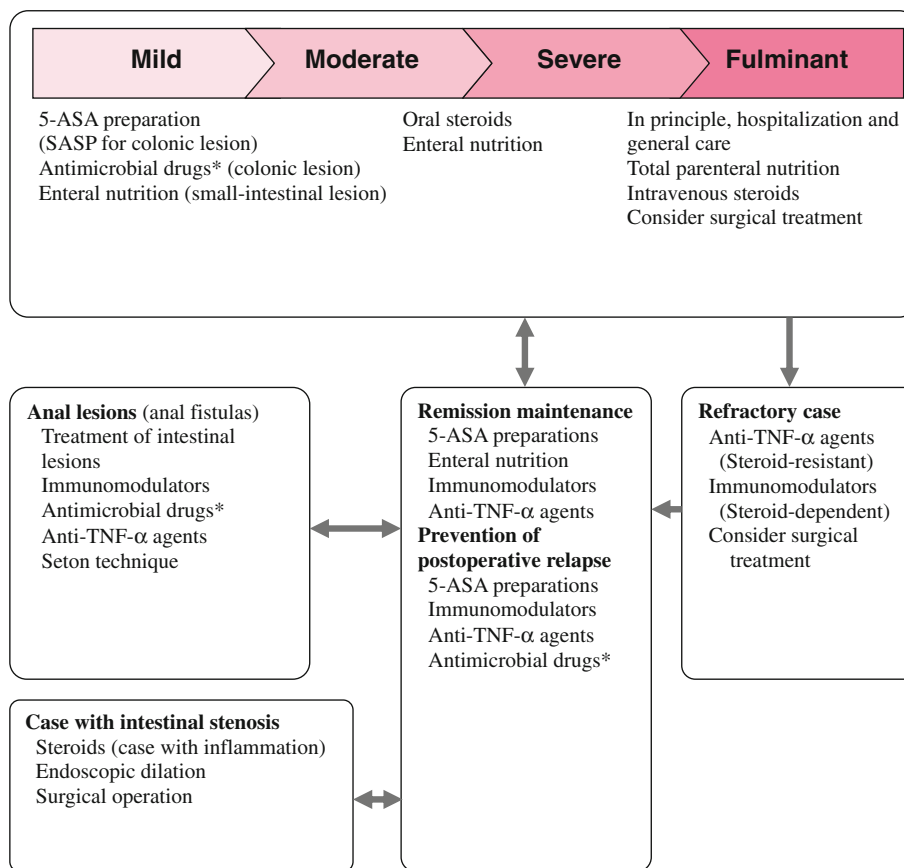 Mild
Moderate
Severe
Fulminant
5-ASA preparation
(SASP for colonic lesion)
Antimicrobial drugs* (colonic lesion)
Enteral nutrition (small-intestinal lesion)
Oral steroids
Enteral nutrition
In principle, hospitalization and
general care
Total parenteral nutrition
Intravenous steroids
Consider surgical treatment
Anal lesions (anal fistulas)
Treatment of intestinal
lesions
Immunomodulators
Antimicrobial drugs*
Anti-TNF-α agents
Seton technique
Remission maintenance
5-ASA preparations
Enteral nutrition
Immunomodulators
Anti-TNF-α agents
Prevention of
postoperative relapse
5-ASA preparations
Immunomodulators
Anti-TNF-α agents
Antimicrobial drugs*
Refractory case
Anti-TNF-α agents
(Steroid-resistant)
Immunomodulators
(Steroid-dependent)
Consider surgical
treatment
Case with intestinal stenosis
Steroids (case with inflammation)
Endoscopic dilation
Surgical operation